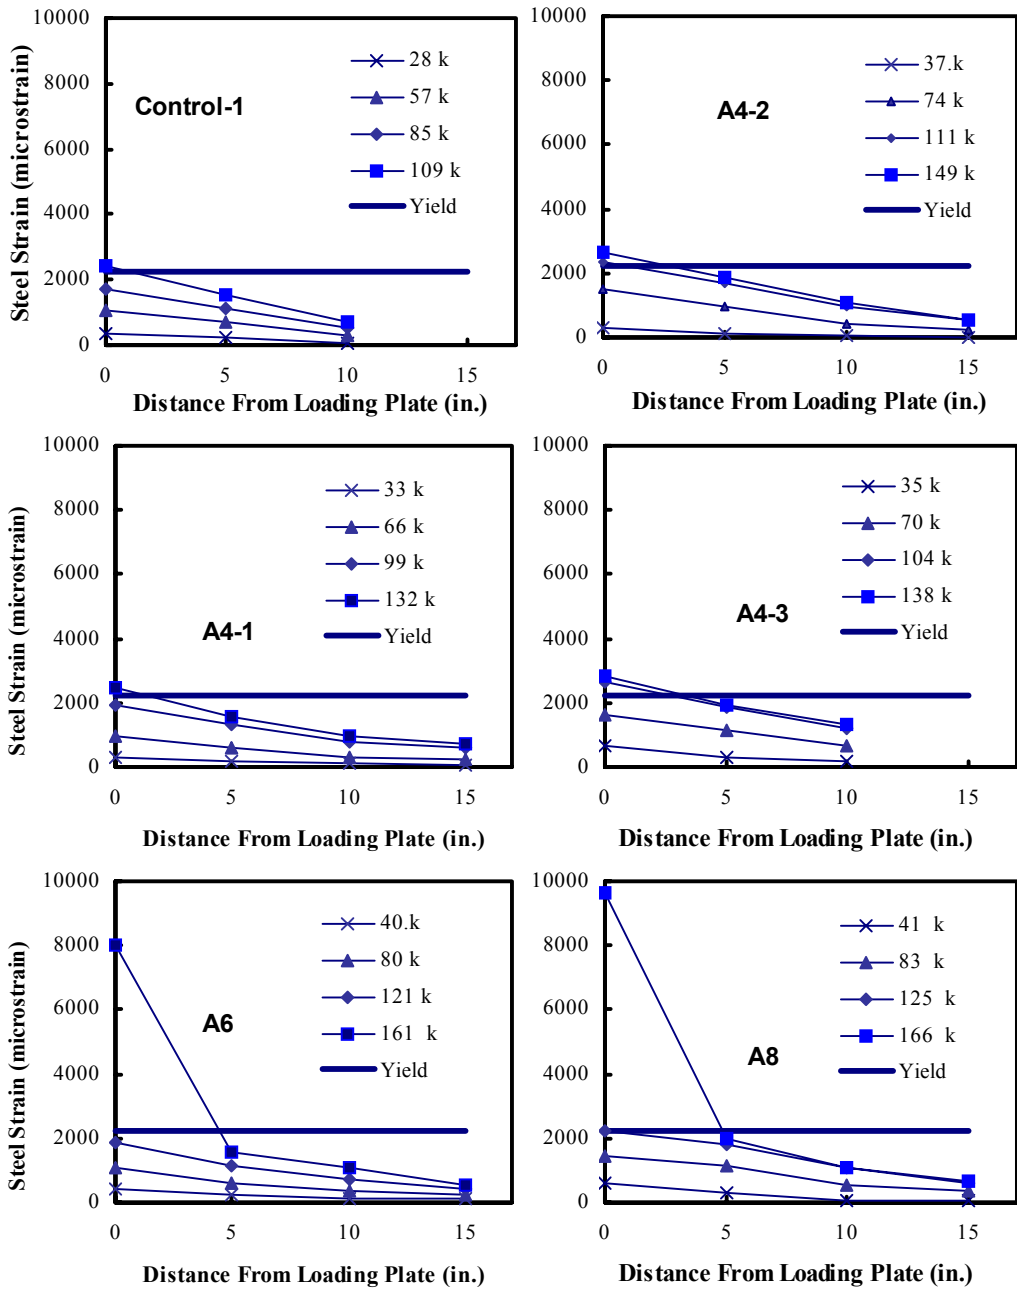 10000
8000
6000
4000
2000
0
Steel Strain (microstrain)
Control-1
28 k
57 k
85 k
109 k
Yield
0 5 10 15
Distance From Loading Plate (in.)
10000
8000
6000
4000
2000
0
A4-2
37.k
74 k
111 k
149 k
Yield
0 5 10 15
Distance From Loading Plate (in.)
10000
8000
6000
4000
2000
0
Steel Strain (microstrain)
A4-1
33 k
66 k
99 k
132 k
Yield
0 5 10 15
Distance From Loading Plate (in.)
10000
8000
6000
4000
2000
0
A4-3
35 k
70 k
104 k
138 k
Yield
0 5 10 15
Distance From Loading Plate (in.)
10000
8000
6000
4000
2000
0
Steel Strain (microstrain)
A6
40.k
80 k
121 k
161 k
Yield
0 5 10 15
Distance From Loading Plate (in.)
10000
8000
6000
4000
2000
0
A8
41 k
83 k
125 k
166 k
Yield
0 5 10 15
Distance From Loading Plate (in.)